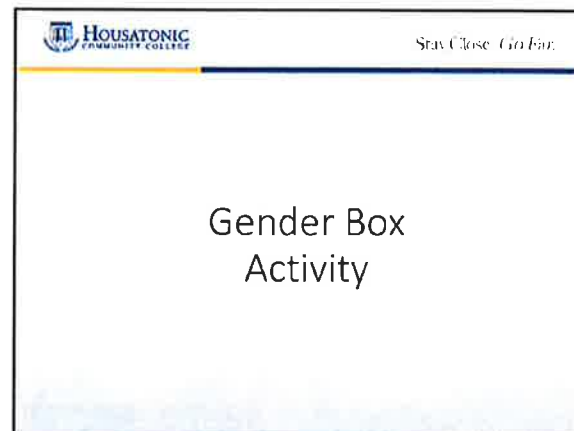 HOUSATONIC
COMMUNITY COLLEGE
Stay Close. Go Far.
Gender Box
Activity